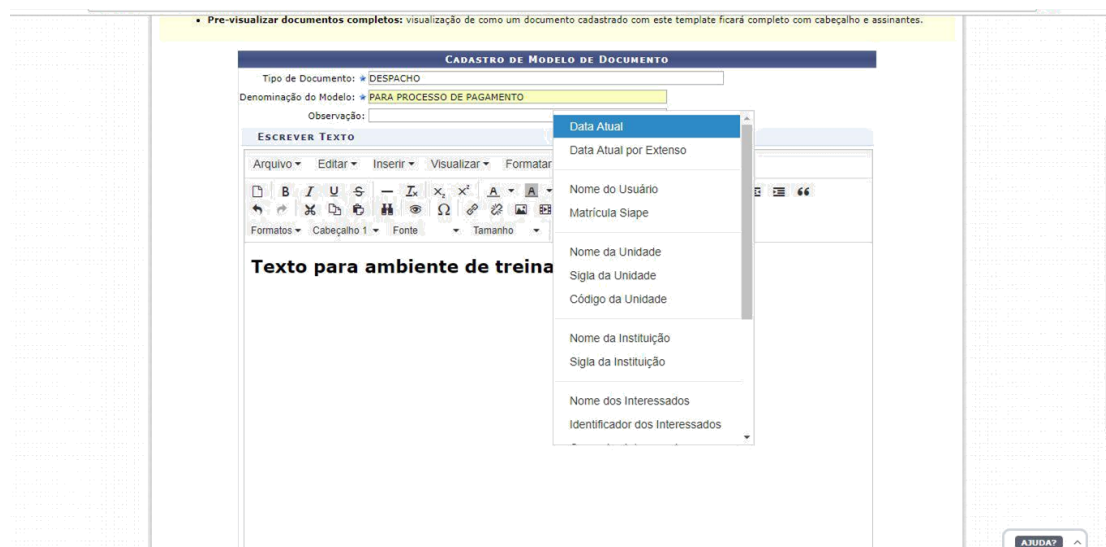 Pre-visualizar documentos completos: visualização de como um documento cadastrado com este template ficará completo com cabeçalho e assinantes.
CADASTRO DE MODELO DE DOCUMENTO
Tipo de Documento: DESPACHO
Denominação do Modelo: PARA PROCESSO DE PAGAMENTO
Observação:
ESCREVER TEXTO
Arquivo Editar Inserir Visualizar Formatar
Formatos Cabeçalho 1 Fonte Tamanho
Texto para ambiente de treina
Data Atual
Data Atual por Extenso
Nome do Usuário
Matrícula Siape
Nome da Unidade
Sigla da Unidade
Código da Unidade
Nome da Instituição
Sigla da Instituição
Nome dos Interessados
Identificador dos Interessados
AJUDA?